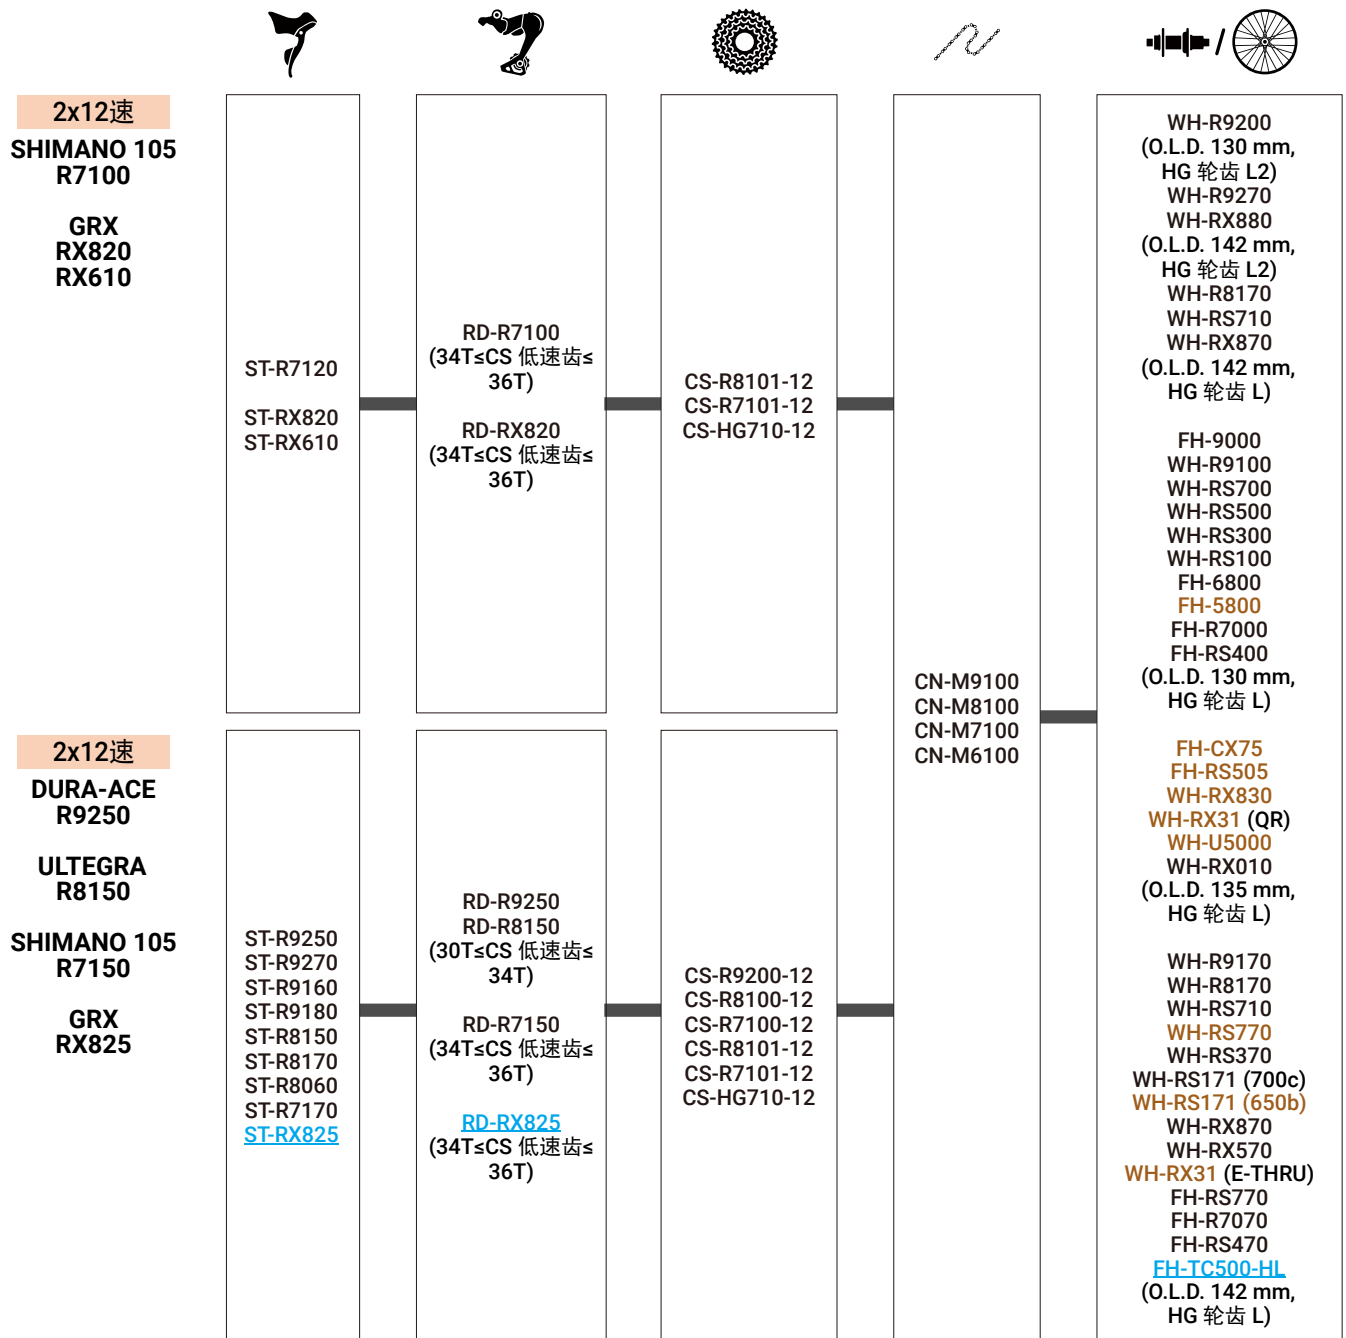 2x12速
SHIMANO 105
R7100
GRX
RX820
RX610
ST-R7120
ST-RX820
ST-RX610
RD-R7100
(34T≤CS 低速齿≤
36T)
RD-RX820
(34T≤CS 低速齿≤
36T)
CS-R8101-12
CS-R7101-12
CS-HG710-12
2x12速
DURA-ACE
R9250
ULTEGRA
R8150
SHIMANO 105
R7150
GRX
RX825
ST-R9250
ST-R9270
ST-R9160
ST-R9180
ST-R8150
ST-R8170
ST-R8060
ST-R7170
ST-RX825
RD-R9250
RD-R8150
(30T≤CS 低速齿≤
34T)
RD-R7150
(34T≤CS 低速齿≤
36T)
RD-RX825
(34T≤CS 低速齿≤
36T)
CS-R9200-12
CS-R8100-12
CS-R7100-12
CS-R8101-12
CS-R7101-12
CS-HG710-12
CN-M9100
CN-M8100
CN-M7100
CN-M6100
/
WH-R9200
(O.L.D. 130 mm,
HG 轮齿 L2)
WH-R9270
WH-RX880
(O.L.D. 142 mm,
HG 轮齿 L2)
WH-R8170
WH-RS710
WH-RX870
(O.L.D. 142 mm,
HG 轮齿 L)
FH-9000
WH-R9100
WH-RS700
WH-RS500
WH-RS300
WH-RS100
FH-6800
FH-5800
FH-R7000
FH-RS400
(O.L.D. 130 mm,
HG 轮齿 L)
FH-CX75
FH-RS505
WH-RX830
WH-RX31 (QR)
WH-U5000
WH-RX010
(O.L.D. 135 mm,
HG 轮齿 L)
WH-R9170
WH-R8170
WH-RS710
WH-RS770
WH-RS370
WH-RS171 (700c)
WH-RS171 (650b)
WH-RX870
WH-RX570
WH-RX31 (E-THRU)
FH-RS770
FH-R7070
FH-RS470
FH-TC500-HL
(O.L.D. 142 mm,
HG 轮齿 L)